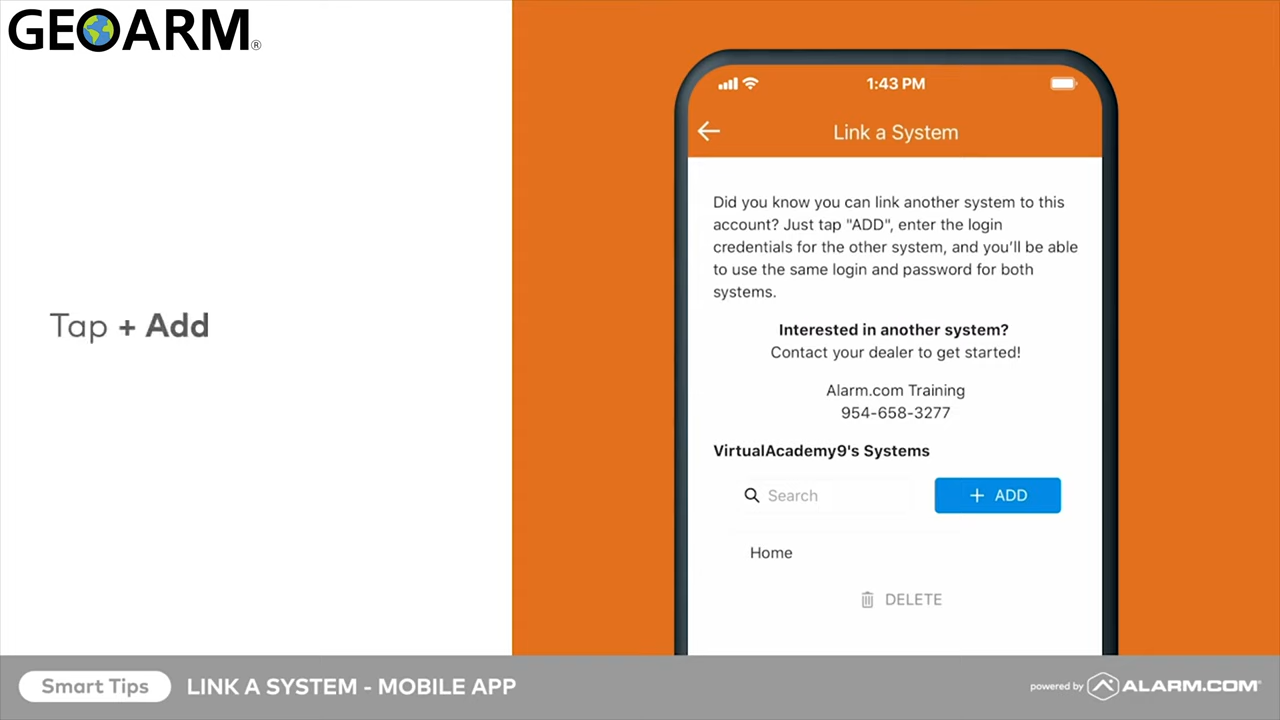 GEOARM®
Tap + Add
1:43 PM
Link a System
Did you know you can link another system to this
account? Just tap "ADD", enter the login
credentials for the other system, and you'll be able
to use the same login and password for both
systems.
Interested in another system?
Contact your dealer to get started!
Alarm.com Training
954-658-3277
VirtualAcademy9's Systems
Search
+ ADD
Home
DELETE
Smart Tips
LINK A SYSTEM - MOBILE APP
powered by ALARM.COM®